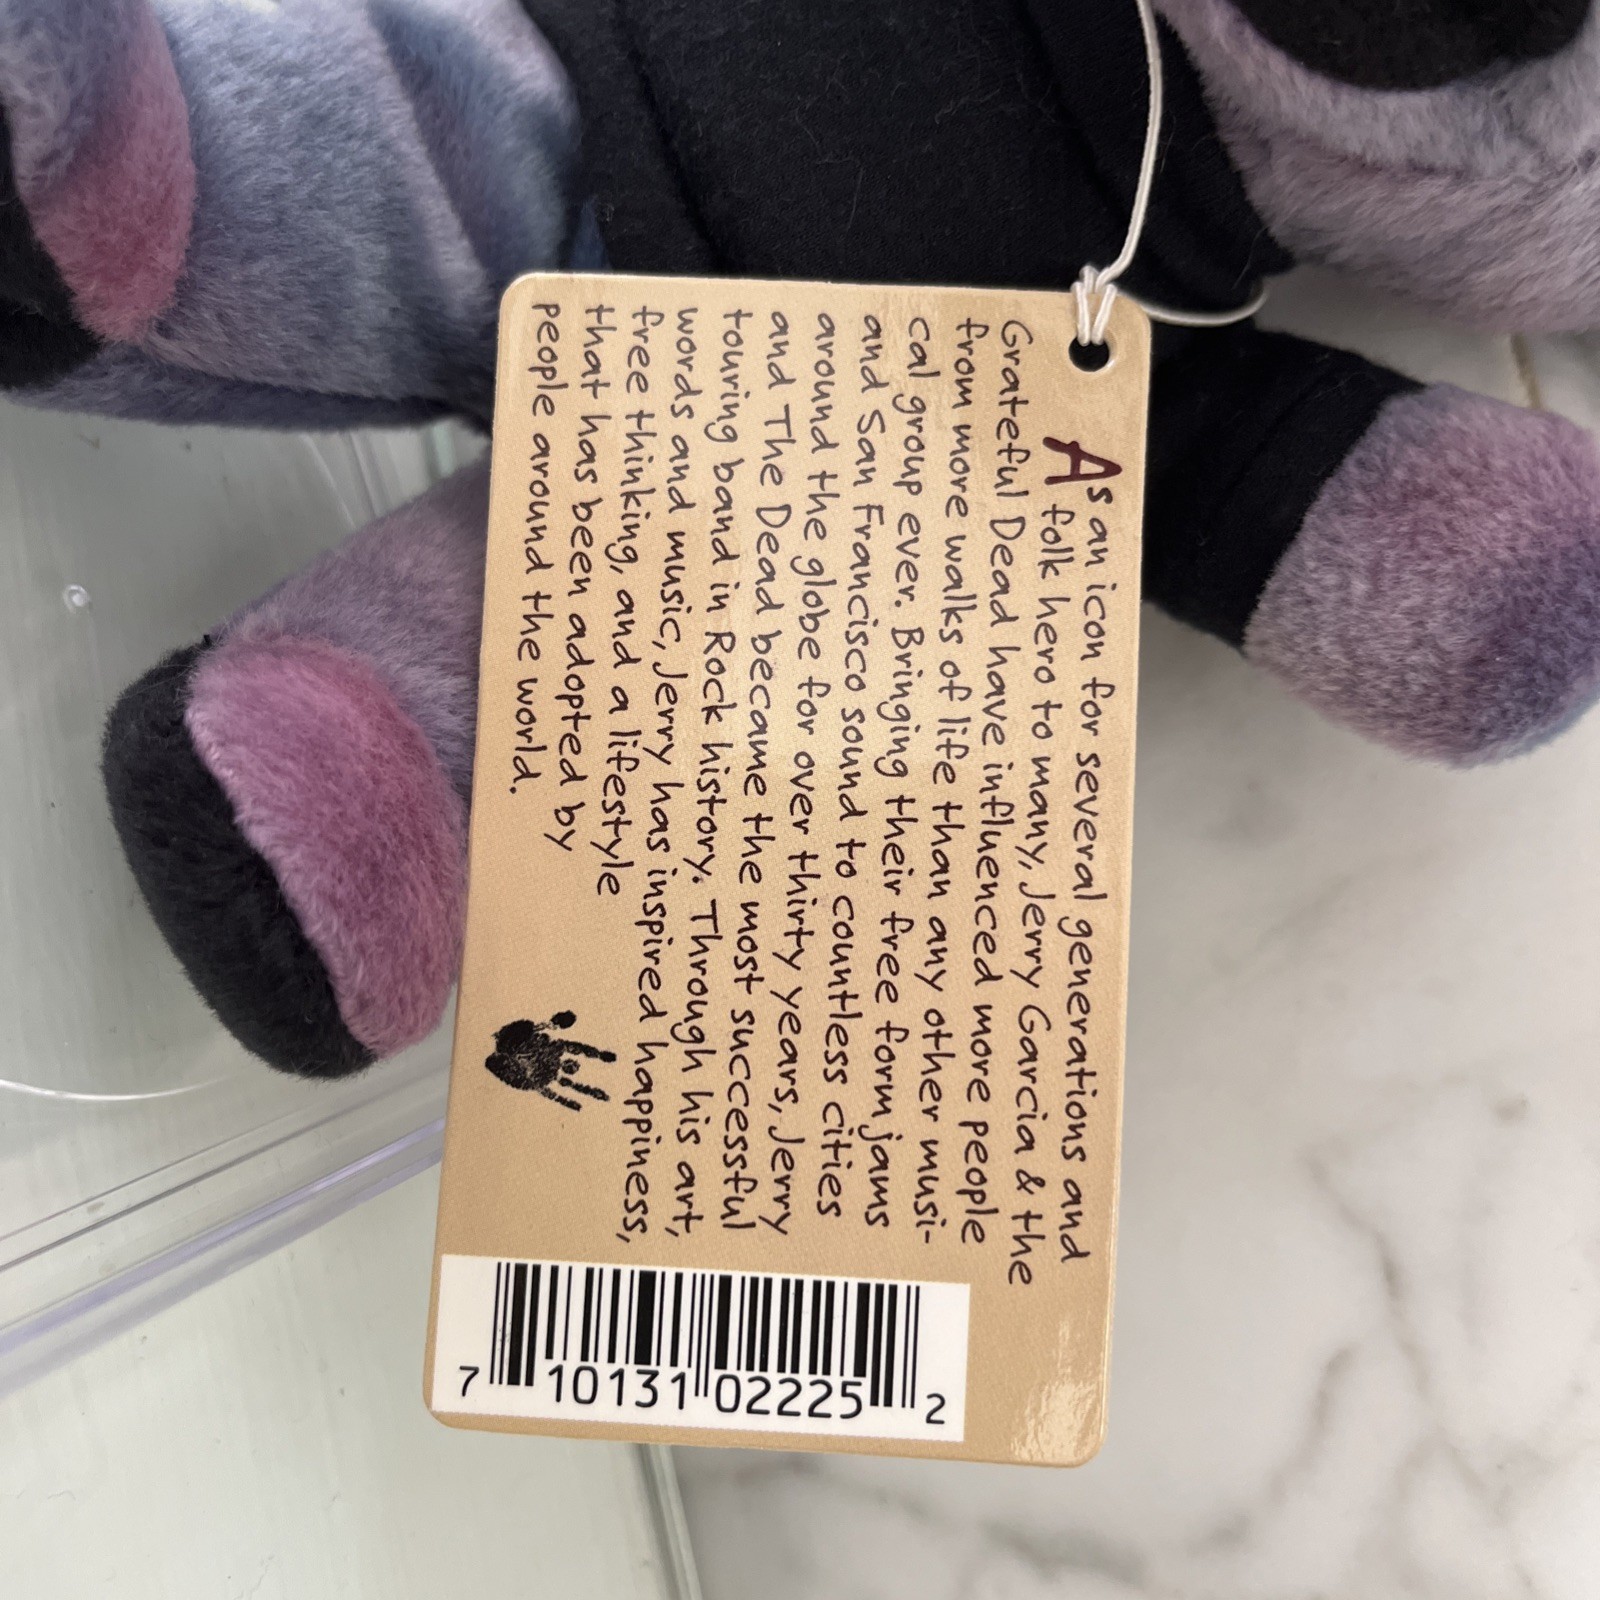 As an icon for several generations and
folk hero to many, Jerry Garcia & the
Grateful Dead have influenced more people
from more walks of life than any other musi-
cal group ever. Bringing their free form jams
and San Francisco sound to countless cities
around the globe for over thirty years, Jerry
and The Dead became the most successful
touring band in Rock history. Through his art,
words and music, Jerry has inspired happiness,
free thinking, and a lifestyle
that has been adopted by
people around the world.
7 10131 02225 2